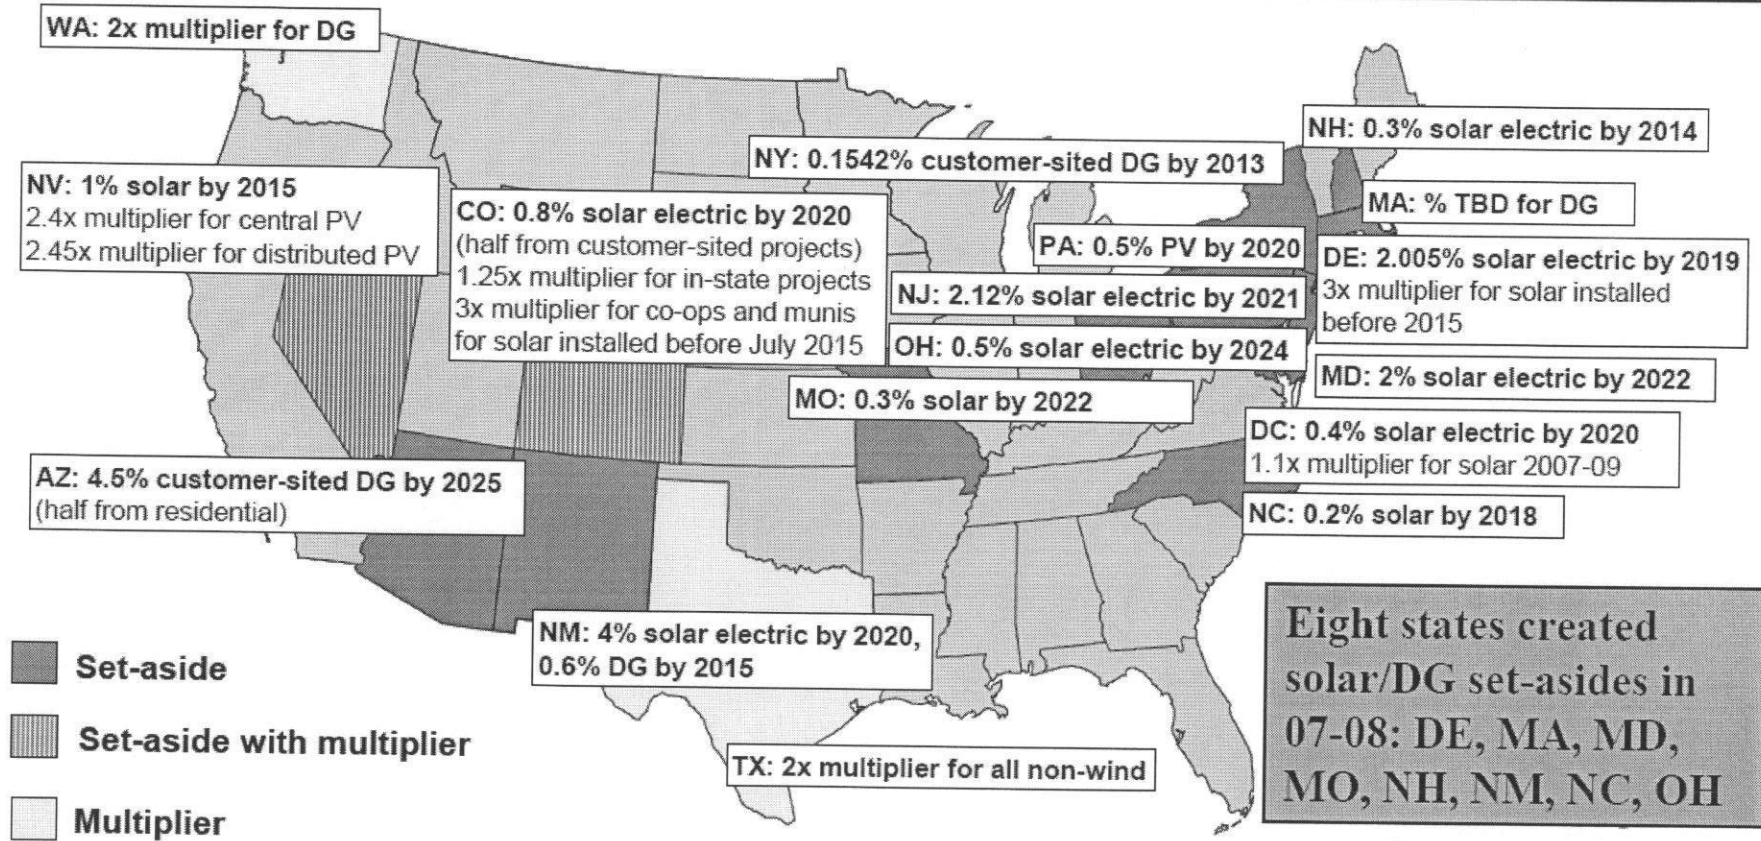 WA: 2x multiplier for DG
NH: 0.3% solar electric by 2014
NY: 0.1542% customer-sited DG by 2013
NV: 1% solar by 2015
2.4x multiplier for central PV
2.45x multiplier for distributed PV
CO: 0.8% solar electric by 2020
(half from customer-sited projects)
1.25x multiplier for in-state projects
3x multiplier for co-ops and munis
for solar installed before July 2015
MA: % TBD for DG
PA: 0.5% PV by 2020
DE: 2.005% solar electric by 2019
3x multiplier for solar installed
before 2015
NJ: 2.12% solar electric by 2021
OH: 0.5% solar electric by 2024
MD: 2% solar electric by 2022
MO: 0.3% solar by 2022
DC: 0.4% solar electric by 2020
1.1x multiplier for solar 2007-09
AZ: 4.5% customer-sited DG by 2025
(half from residential)
NC: 0.2% solar by 2018
NM: 4% solar electric by 2020,
0.6% DG by 2015
TX: 2x multiplier for all non-wind
Set-aside
Set-aside with multiplier
Multiplier
Eight states created
solar/DG set-asides in
07-08: DE, MA, MD,
MO, NH, NM, NC, OH